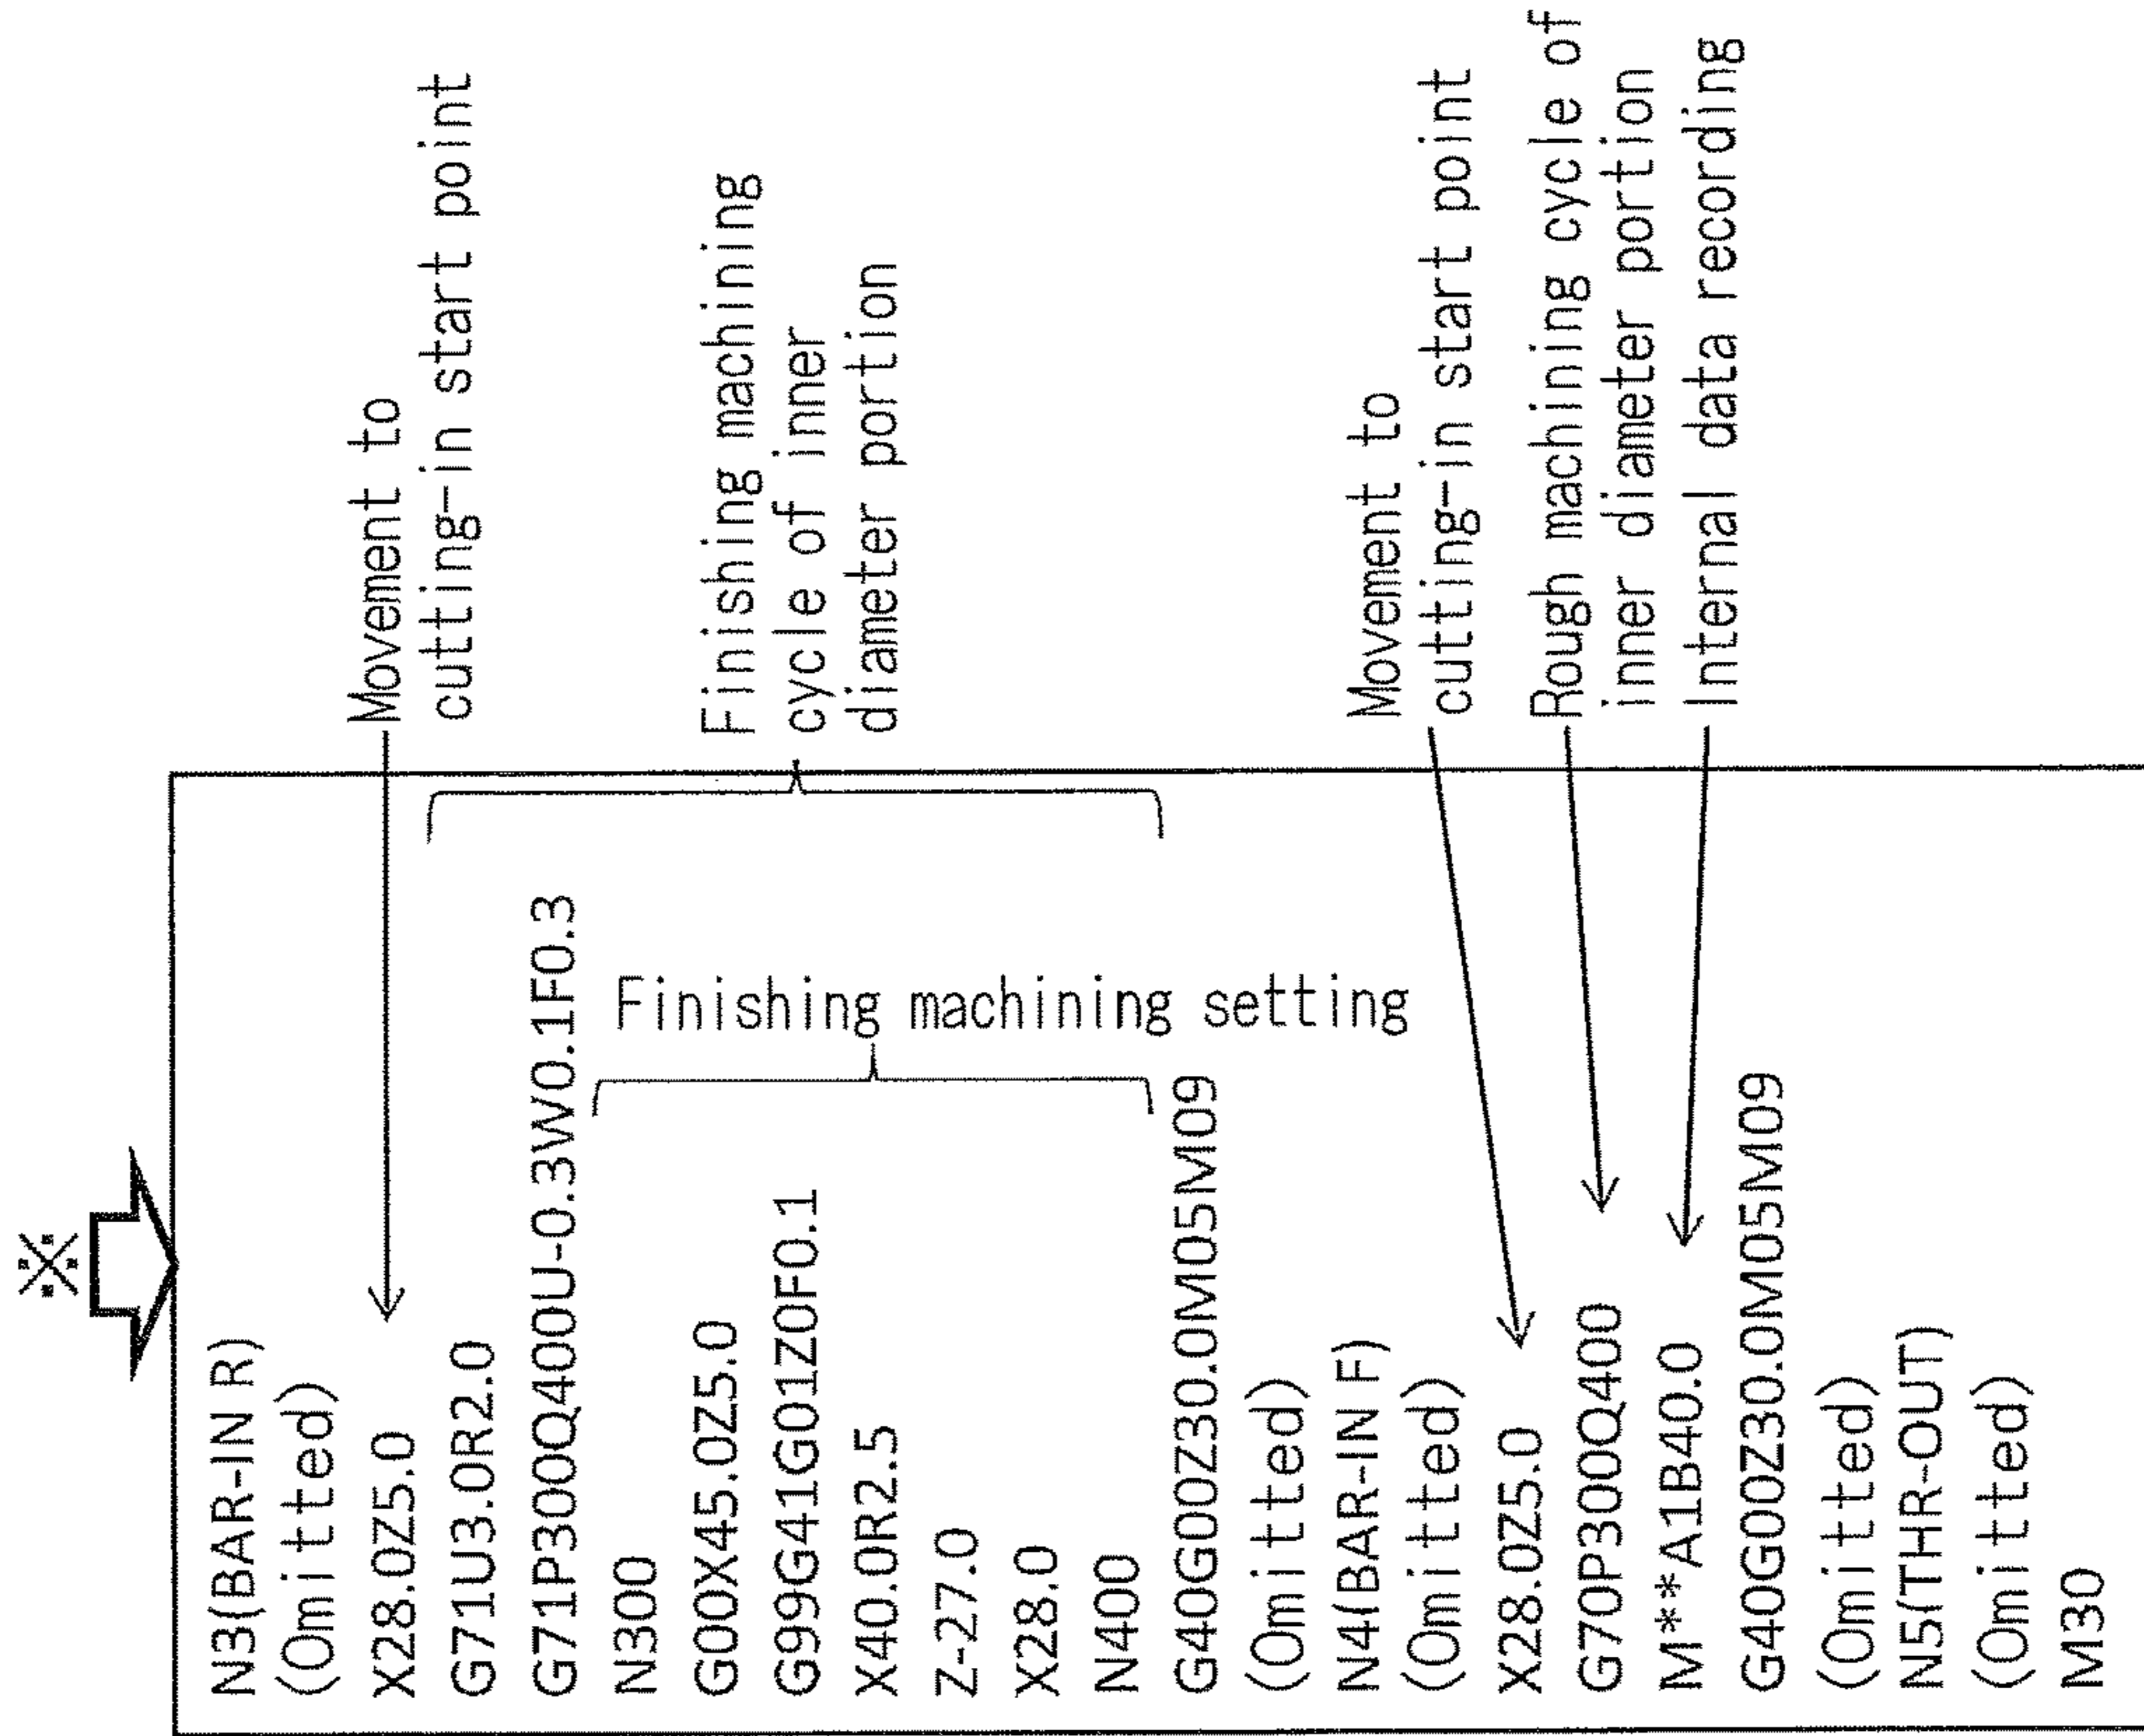 ※
N3(BAR-IN R)
(Omitted)
X28.0Z5.0
Movement to
cutting-in start point
G71U3.0R2.0
G71P300Q400U-0.3W0.1F0.3
Finishing machining
cycle of inner
diameter portion
N300
G00X45.0Z5.0
G99G41G01Z0F0.1
X40.0R2.5
Z-27.0
X28.0
N400
Finishing machining setting
G40G00Z30.0M05M09
(Omitted)
N4(BAR-IN F)
(Omitted)
X28.0Z5.0
Movement to
cutting-in start point
G70P300Q400
Rough machining cycle of
inner diameter portion
M**A1B40.0
Internal data recording
G40G00Z30.0M05M09
(Omitted)
N5(THR-OUT)
(Omitted)
M30